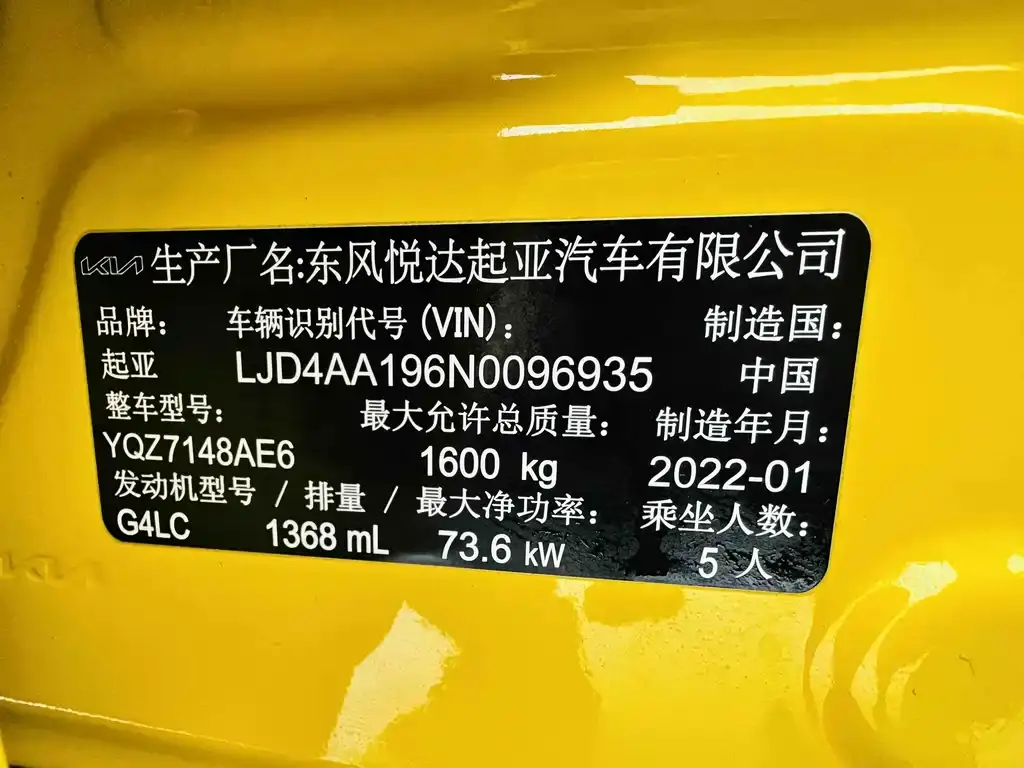 KIA 生产厂名:东风悦达起亚汽车有限公司
品牌: 车辆识别代号(VIN): 制造国:
起亚 LJD4AA196N0096935 中国
整车型号: 最大允许总质量: 制造年月:
YQZ7148AE6 1600 kg 2022-01
发动机型号 / 排量 / 最大净功率: 乘坐人数:
G4LC 1368 mL 73.6 kW 5 人